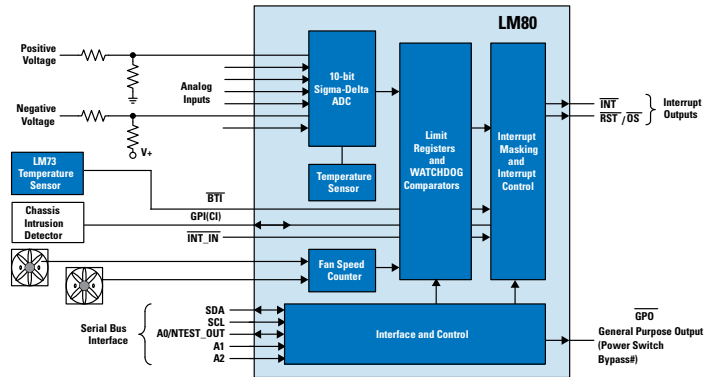 LM80
Positive
Voltage
Negative
Voltage
V+
Analog
Inputs
10-bit
Sigma-Delta
ADC
Temperature
Sensor
Limit
Registers
and
WATCHDOG
Comparators
Interrupt
Masking
and
Interrupt
Control
INT
RST / OS
Interrupt
Outputs
LM73
Temperature
Sensor
Chassis
Intrusion
Detector
BTI
GPI(CI)
INT_IN
Fan Speed
Counter
Serial Bus
Interface
SDA
SCL
A0/NTEST_OUT
A1
A2
Interface and Control
GPO
General Purpose Output
(Power Switch
Bypass#)